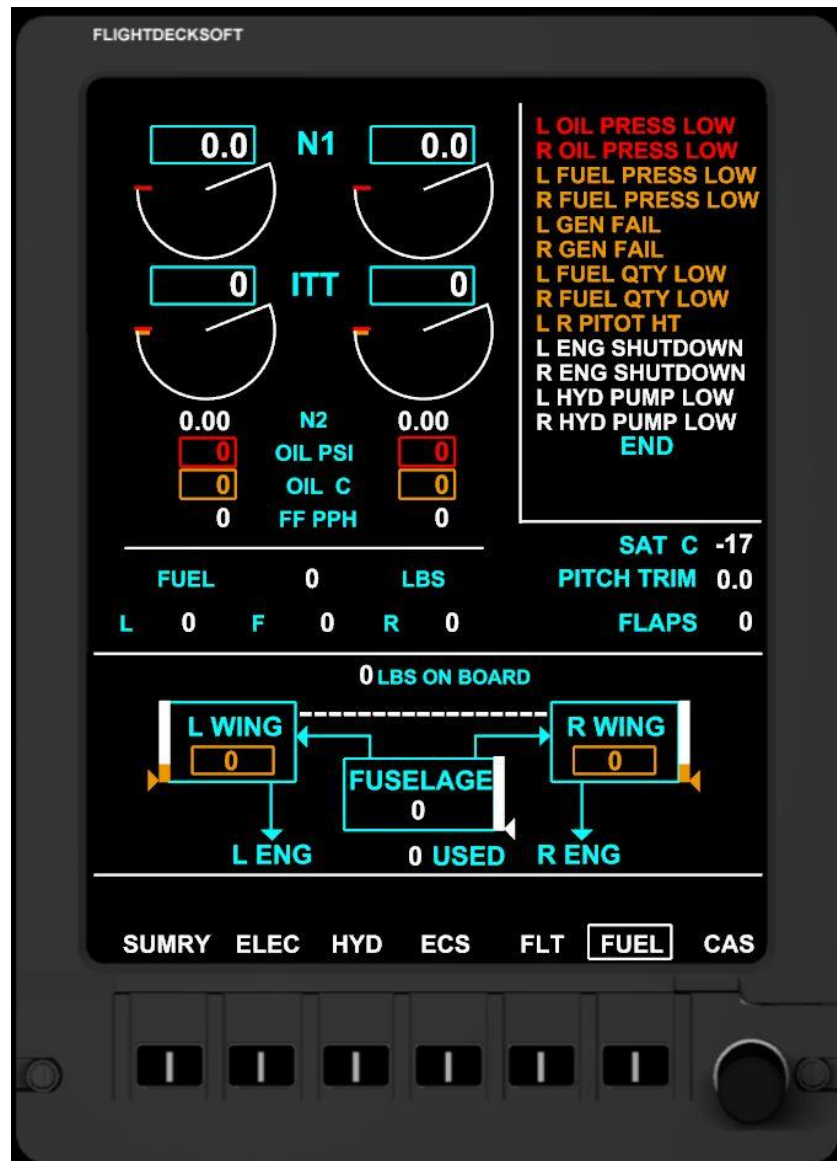 FLIGHTDECKSOFT
0.0 N1 0.0
0 ITT 0
0.00 N2 0.00
0 OIL PSI 0
0 OIL C 0
0 FF PPH 0
FUEL 0 LBS
L 0 F 0 R 0
L OIL PRESS LOW
R OIL PRESS LOW
L FUEL PRESS LOW
R FUEL PRESS LOW
L GEN FAIL
R GEN FAIL
L FUEL QTY LOW
R FUEL QTY LOW
L R PITOT HT
L ENG SHUTDOWN
R ENG SHUTDOWN
L HYD PUMP LOW
R HYD PUMP LOW
END
SAT C -17
PITCH TRIM 0.0
FLAPS 0
0 LBS ON BOARD
L WING R WING
0 0
FUSELAGE
0
L ENG 0 USED R ENG
SUMRY ELEC HYD ECS FLT FUEL CAS